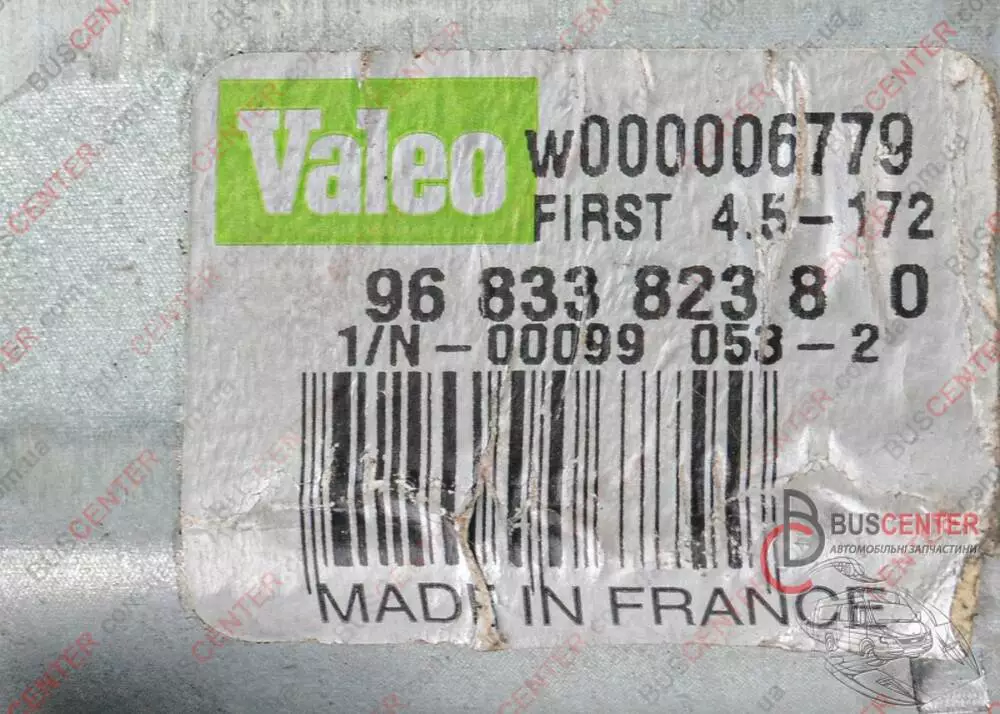 Valeo
W000006779
FIRST 4.5-172
96 833 823 8 0
1/N-00099 053-2
MADE IN FRANCE
BUSCENTER
АВТОМОБІЛЬНІ ЗАПЧАСТИНИ